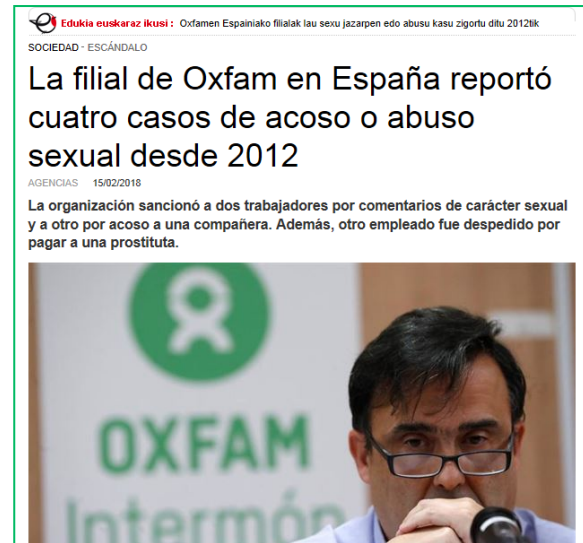 Edukia euskaraz ikusi : Oxfamen Espainiako filialak lau sexu jazarpen edo abusu kasu zigortu ditu 2012tik
SOCIEDAD - ESCÁNDALO
La filial de Oxfam en España reportó
cuatro casos de acoso o abuso
sexual desde 2012
AGENCIAS 15/02/2018
La organización sancionó a dos trabajadores por comentarios de carácter sexual
y a otro por acoso a una compañera. Además, otro empleado fue despedido por
pagar a una prostituta.
OXFAM
Intermón